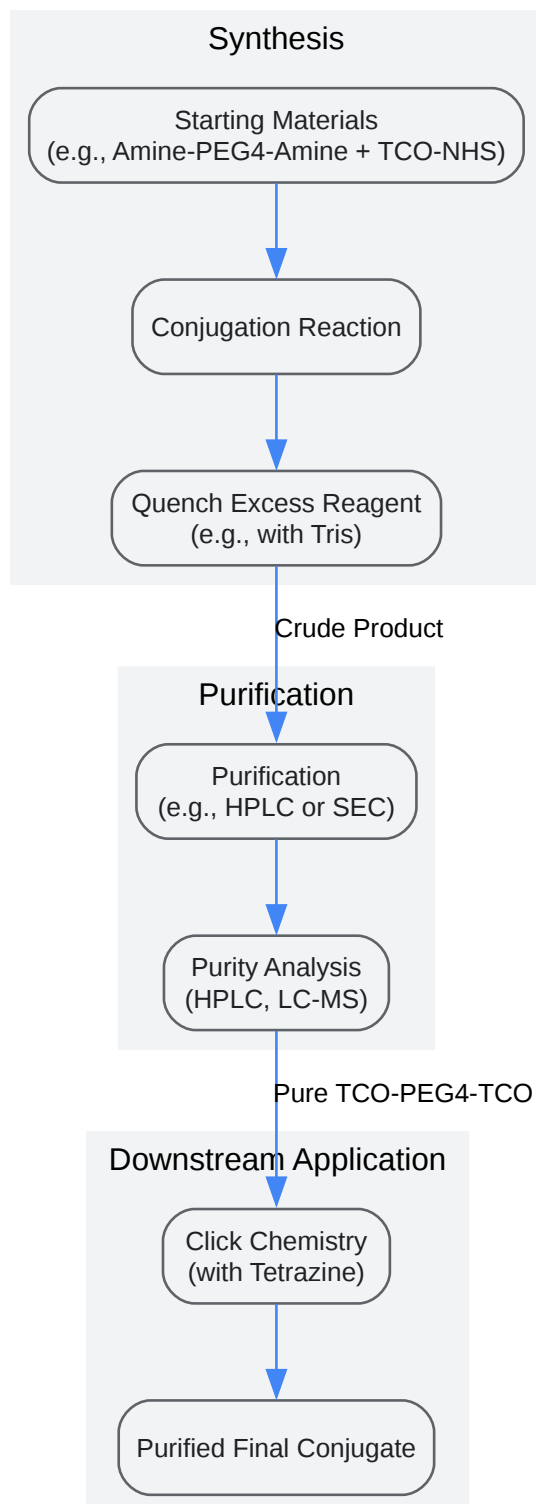 Synthesis
Starting Materials
(e.g., Amine-PEG4-Amine + TCO-NHS)
Conjugation Reaction
Quench Excess Reagent
(e.g., with Tris)
Crude Product
Purification
Purification
(e.g., HPLC or SEC)
Purity Analysis
(HPLC, LC-MS)
Pure TCO-PEG4-TCO
Downstream Application
Click Chemistry
(with Tetrazine)
Purified Final Conjugate